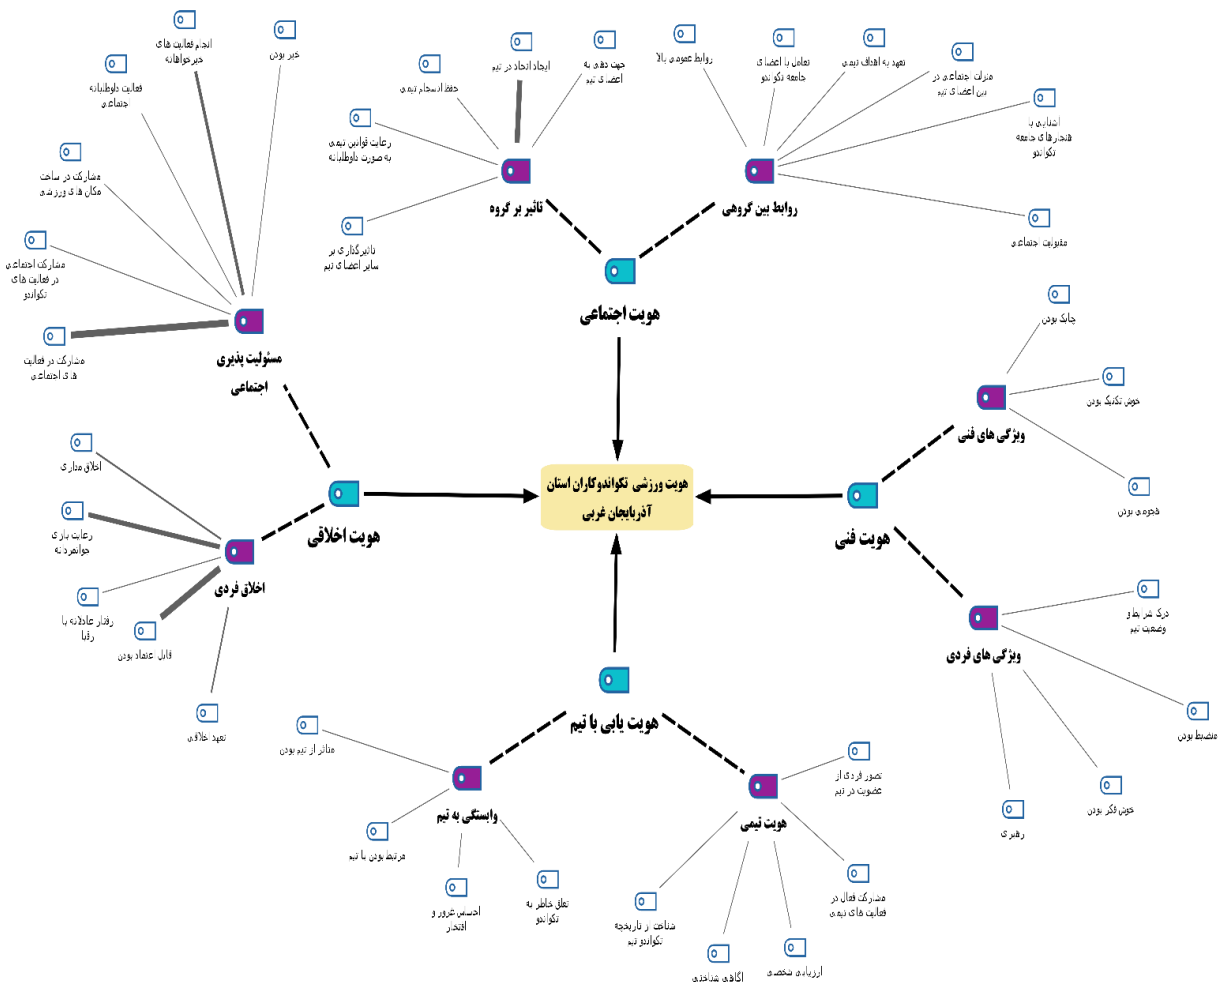 انجام فعالیت های
خیرخواهانه
خیر بودن
فعالیت داوطلبانه
اجتماعی
مشارکت در ساخت
مکان های ورزشی
مشارکت اجتماعی
در فعالیت های
تکواندو
مشارکت در فعالیت
های اجتماعی
مسئولیت پذیری
اجتماعی
ایجاد اتحاد در تیم
جهت دهی به
اعضای تیم
حفظ انسجام تیمی
رعایت قوانین تیمی
به صورت داوطلبانه
تاثیرگذاری بر
سایر اعضای تیم
تاثیر بر گروه
روابط عمومی بالا
تعامل با اعضای
جامعه تکواندو
تعهد به اهداف تیمی
منزلت اجتماعی در
بین اعضای تیم
آشنایی با
هنجارهای جامعه
تکواندو
مقبولیت اجتماعی
روابط بین گروهی
هویت اجتماعی
چابک بودن
خوش تکنیک بودن
هجومی بودن
ویژگی های فنی
هویت ورزشی تکواندوکاران استان
آذربایجان غربی
هویت فنی
درک شرایط و
وضعیت تیم
منضبط بودن
خوش فکر بودن
رهبری
ویژگی های فردی
اخلاق مداری
رعایت بازی
جوانمردانه
رفتار عادلانه با
رقبا
قابل اعتماد بودن
تعهد اخلاقی
اخلاق فردی
هویت اخلاقی
هویت یابی با تیم
متاثر از تیم بودن
مرتبط بودن با تیم
احساس غرور و
افتخار
تعلق خاطر به
تکواندو
وابستگی به تیم
تصور فردی از
عضویت در تیم
مشارکت فعال در
فعالیت های تیمی
ارزیابی شخصی
آگاهی شناختی
شناخت از تاریخچه
تکواندو تیم
هویت تیمی